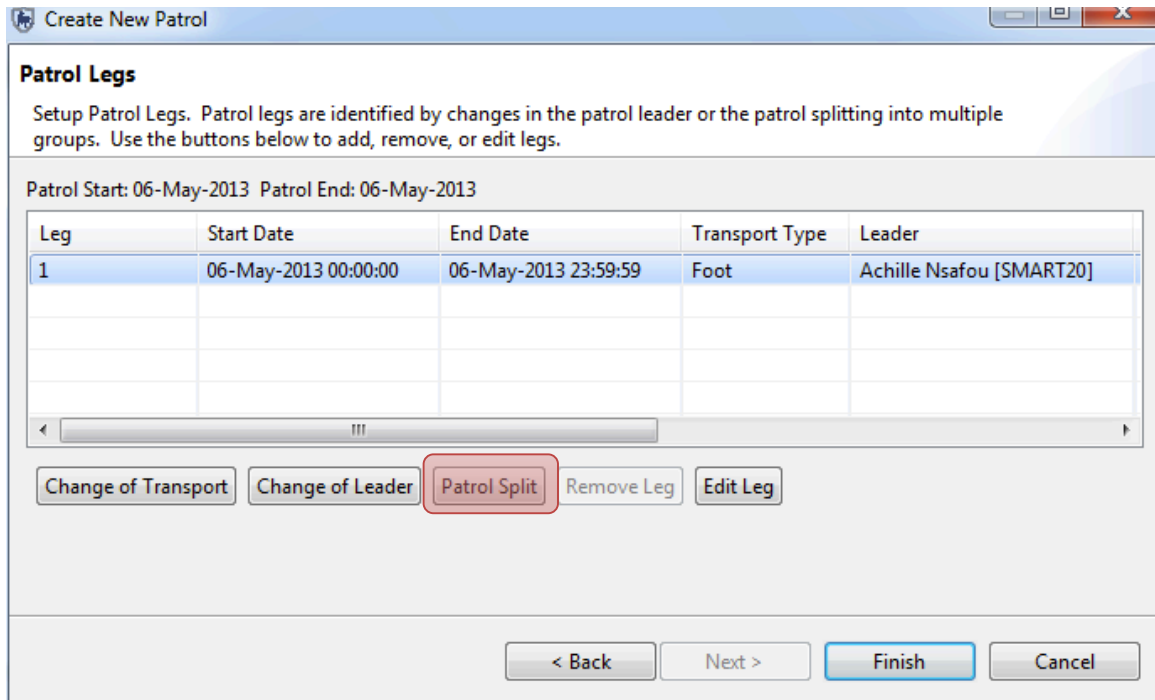 Create New Patrol
Patrol Legs
Setup Patrol Legs. Patrol legs are identified by changes in the patrol leader or the patrol splitting into multiple
groups. Use the buttons below to add, remove, or edit legs.
Patrol Start: 06-May-2013 Patrol End: 06-May-2013
Leg Start Date End Date Transport Type Leader
1 06-May-2013 00:00:00 06-May-2013 23:59:59 Foot Achille Nsafou [SMART20]
Change of Transport Change of Leader Patrol Split Remove Leg Edit Leg
< Back Next > Finish Cancel